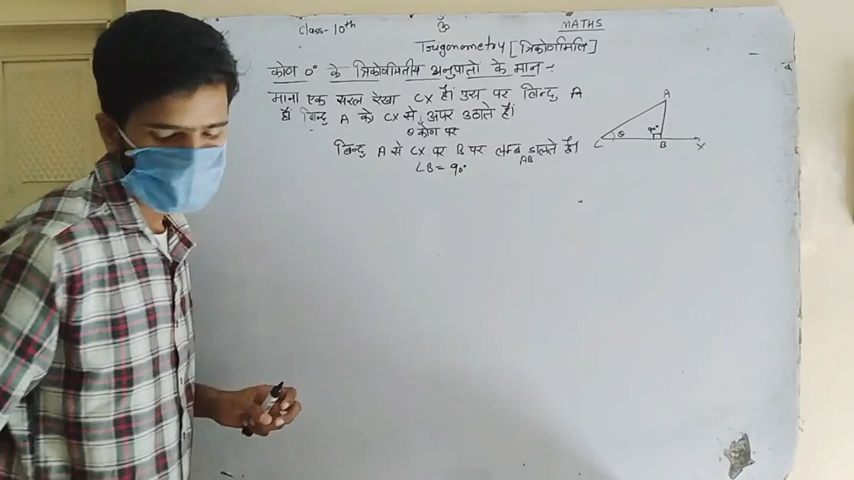 ॐ
Class- 10th MATHS
Trigonometry [त्रिकोणमिति]
कोण 0° के त्रिकोणमितीय अनुपातों के मान :-
माना एक सरल रेखा CX है। इस पर बिन्दु A
है। बिन्दु A को CX से ऊपर उठाते हैं।
θ कोण पर
बिन्दु A से CX पर B पर लम्ब डालते हैं।
AB
∠B = 90°
A
θ
90°
C
B
X